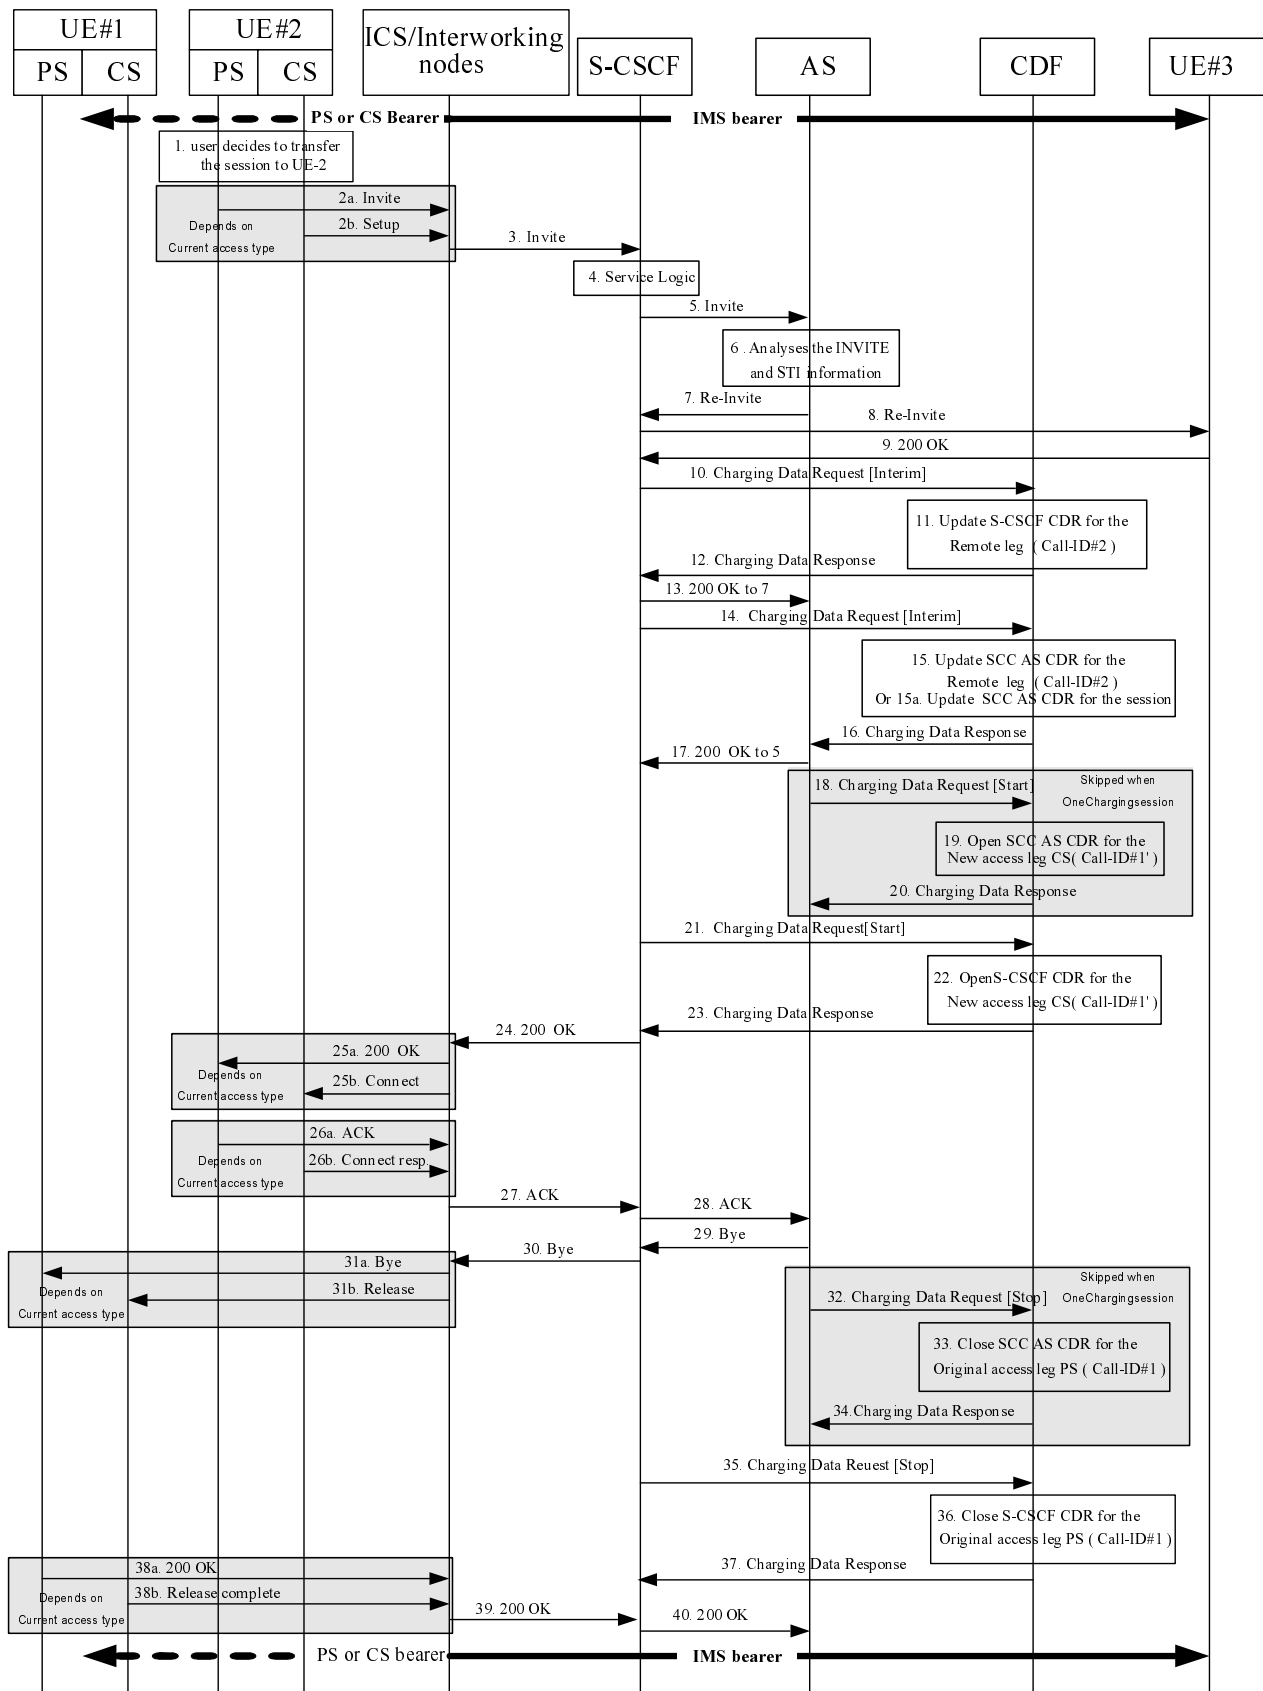 UE#1
UE#2
ICS/Interworking
nodes
S-CSCF
AS
CDF
UE#3
PS
CS
PS
CS
PS or CS Bearer
IMS bearer
1. user decides to transfer
the session to UE-2
2a. Invite
Depends on
2b. Setup
Current access type
3. Invite
4. Service Logic
5. Invite
6 . Analyses the INVITE
and STI information
7. Re-Invite
8. Re-Invite
9. 200 OK
10. Charging Data Request [Interim]
11. Update S-CSCF CDR for the
Remote leg ( Call-ID#2 )
12. Charging Data Response
13. 200 OK to 7
14. Charging Data Request [Interim]
15. Update SCC AS CDR for the
Remote leg ( Call-ID#2 )
Or 15a. Update SCC AS CDR for the session
16. Charging Data Response
17. 200 OK to 5
18. Charging Data Request [Start]
Skipped when
OneChargingsession
19. Open SCC AS CDR for the
New access leg CS( Call-ID#1' )
20. Charging Data Response
21. Charging Data Request[Start]
22. OpenS-CSCF CDR for the
New access leg CS( Call-ID#1' )
23. Charging Data Response
24. 200 OK
25a. 200 OK
Depends on
25b. Connect
Current access type
26a. ACK
Depends on
26b. Connect resp.
Current access type
27. ACK
28. ACK
29. Bye
30. Bye
31a. Bye
Depends on
31b. Release
Current access type
Skipped when
32. Charging Data Request [Stop]
OneChargingsession
33. Close SCC AS CDR for the
Original access leg PS ( Call-ID#1 )
34.Charging Data Response
35. Charging Data Reuest [Stop]
36. Close S-CSCF CDR for the
Original access leg PS ( Call-ID#1 )
37. Charging Data Response
38a. 200 OK
Depends on
38b. Release complete
Current access type
39. 200 OK
40. 200 OK
PS or CS bearer
IMS bearer